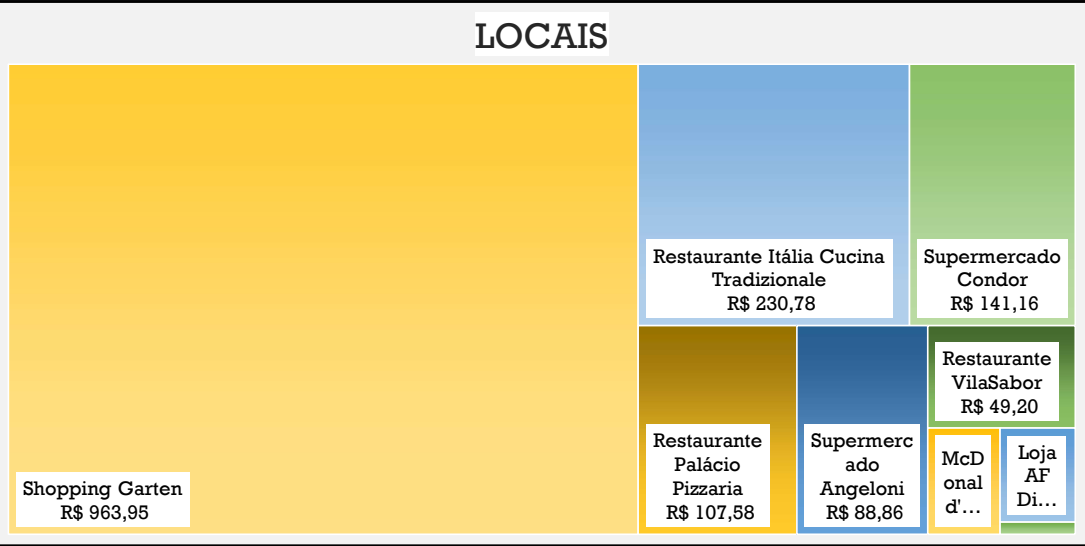 LOCAIS
Shopping Garten
R$ 963,95
Restaurante Itália Cucina
Tradizionale
R$ 230,78
Supermercado
Condor
R$ 141,16
Restaurante
Palácio
Pizzaria
R$ 107,58
Supermerc
ado
Angeloni
R$ 88,86
Restaurante
VilaSabor
R$ 49,20
McD
onal
d'...
Loja
AF
Di...